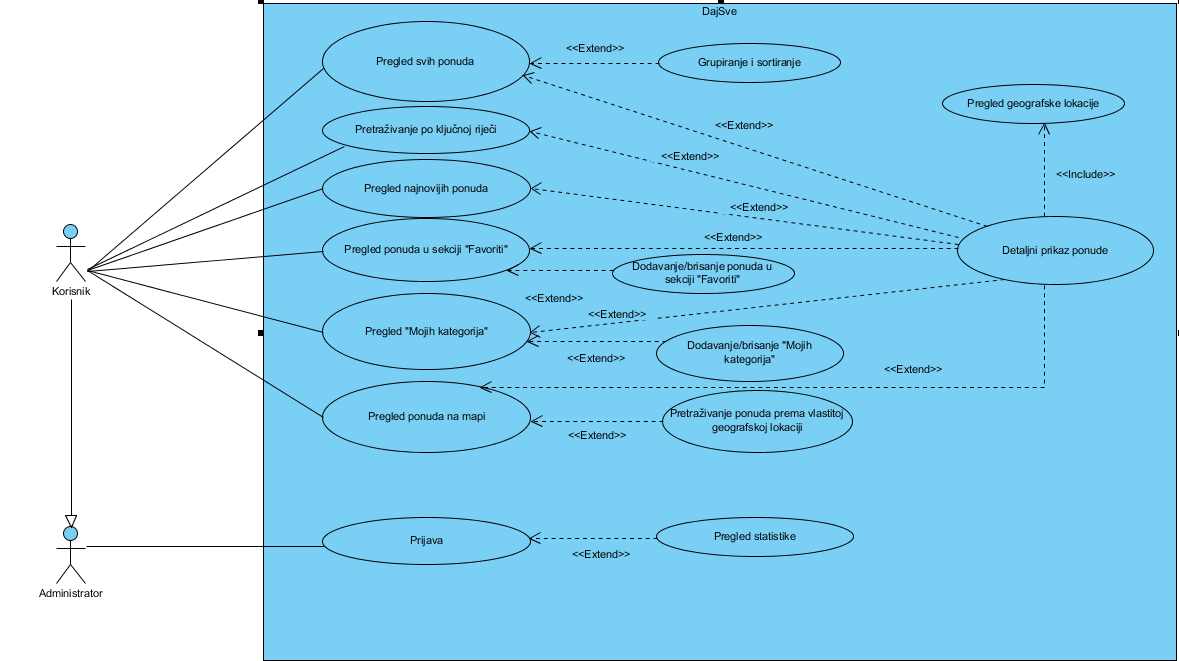 DajSve
Pregled svih ponuda
<<Extend>>
Grupiranje i sortiranje
Pregled geografske lokacije
Pretraživanje po ključnoj riječi
<<Extend>>
<<Extend>>
<<Include>>
Pregled najnovijih ponuda
<<Extend>>
Pregled ponuda u sekciji "Favoriti"
<<Extend>>
Detaljni prikaz ponude
Dodavanje/brisanje ponuda u
sekciji "Favoriti"
Korisnik
<<Extend>>
<<Extend>>
Pregled "Mojih kategorija"
Dodavanje/brisanje "Mojih
kategorija"
<<Extend>>
<<Extend>>
Pregled ponuda na mapi
Pretraživanje ponuda prema vlastitoj
geografskoj lokaciji
<<Extend>>
Prijava
Pregled statistike
<<Extend>>
Administrator